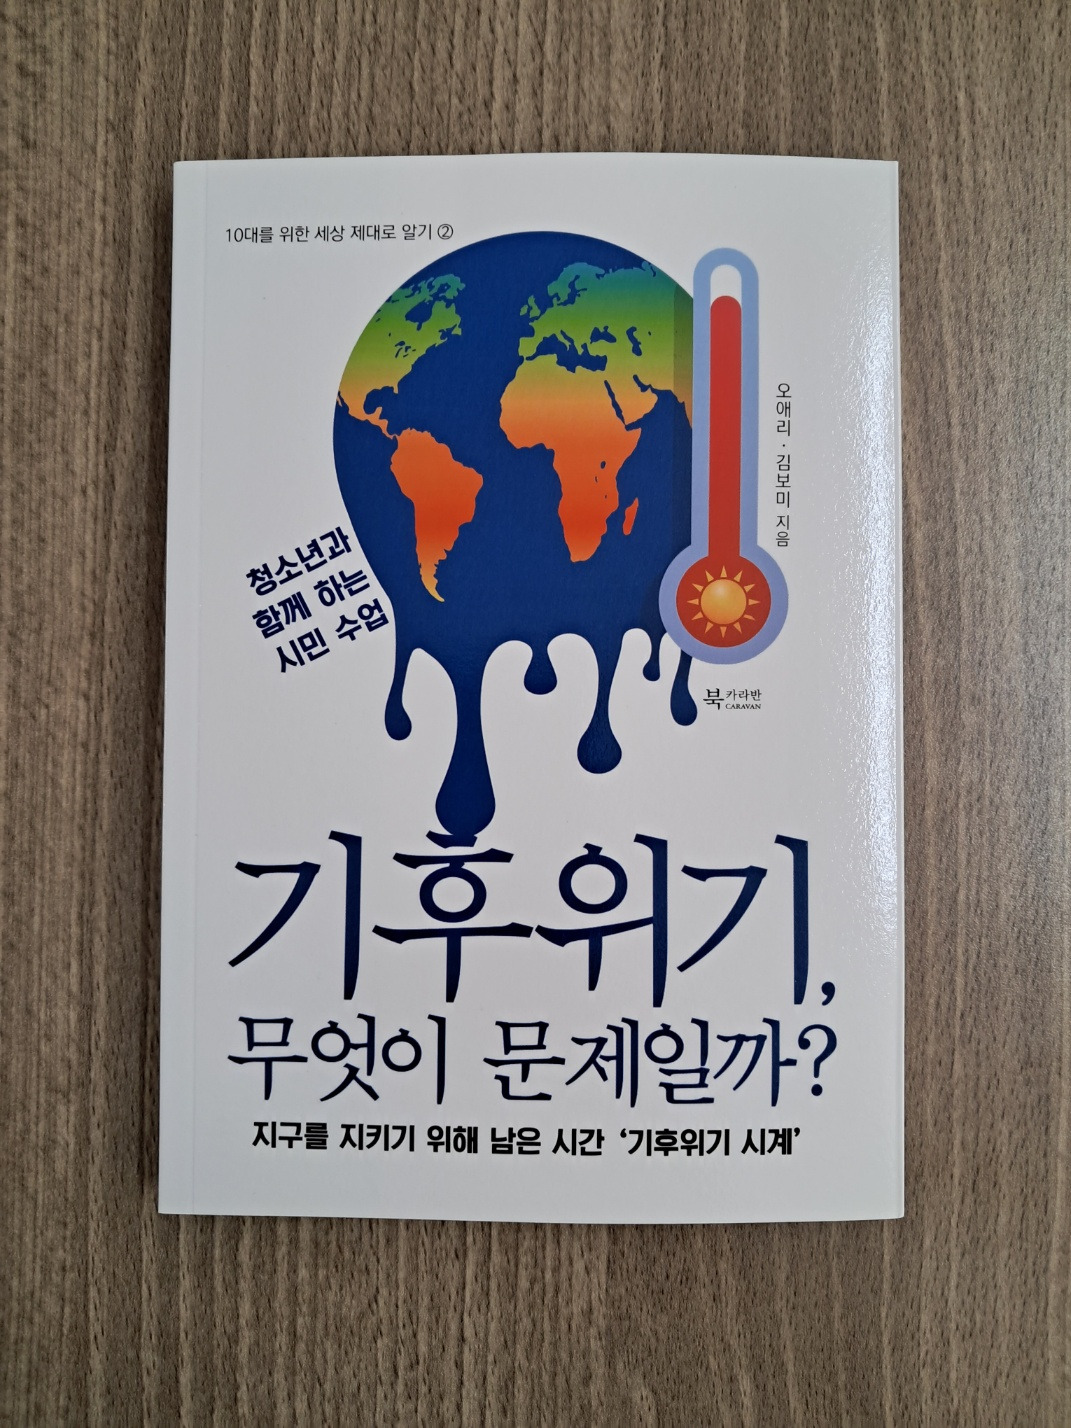 10대를 위한 세상 제대로 알기 ②
오애리 · 김보미 지음
청소년과
함께 하는
시민 수업
북카라반
CARAVAN
기후위기,
무엇이 문제일까?
지구를 지키기 위해 남은 시간 ‘기후위기 시계’